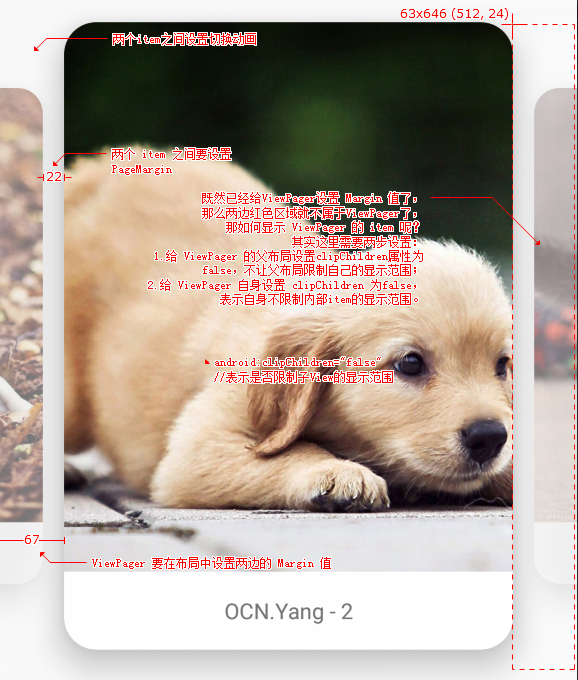 63x646 (512, 24)
两个item之间设置切换动画
两个 item 之间要设置
PageMargin
22
既然已经给ViewPager设置 Margin 值了，
那么两边红色区域就不属于ViewPager了，
那如何显示 ViewPager 的 item 呢？
其实这里需要两步设置：
1.给 ViewPager 的父布局设置clipChildren属性为
false，不让父布局限制自己的显示范围；
2.给 ViewPager 自身设置 clipChildren 为false，
表示自身不限制内部item的显示范围。
android:clipChildren="false"
//表示是否限制子View的显示范围
67
ViewPager 要在布局中设置两边的 Margin 值
OCN.Yang - 2